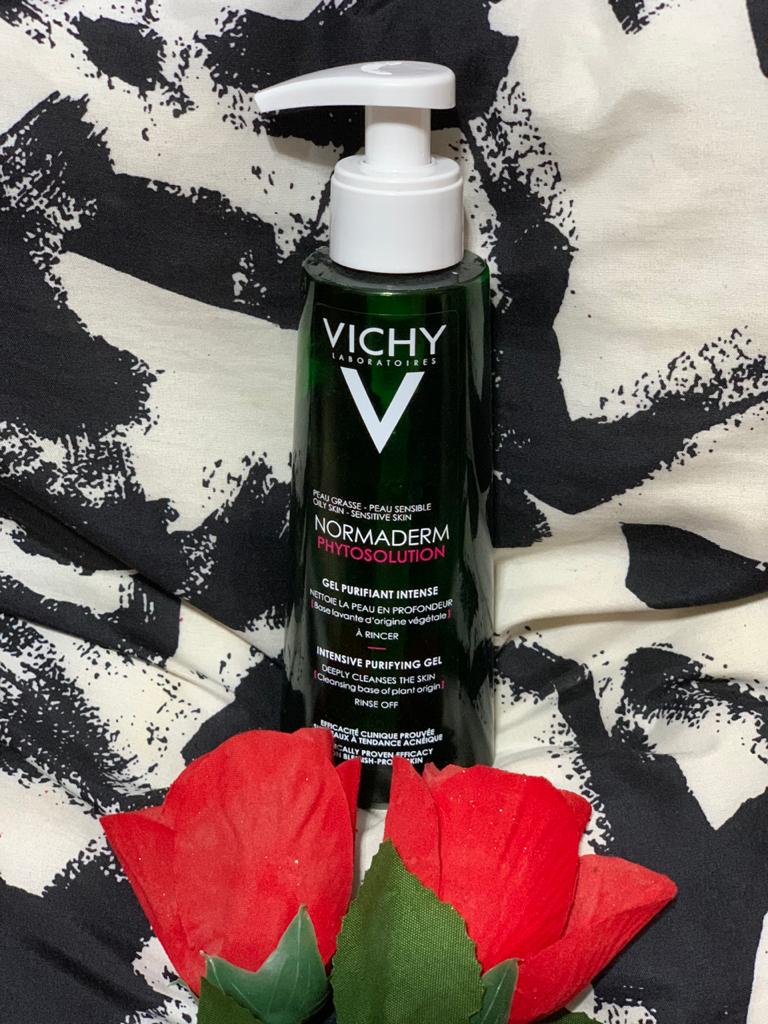 VICHY
LABORATOIRES
V
PEAU GRASSE - PEAU SENSIBLE
OILY SKIN - SENSITIVE SKIN
NORMADERM
PHYTOSOLUTION
GEL PURIFIANT INTENSE
NETTOIE LA PEAU EN PROFONDEUR
[Base lavante d'origine végétale]
À RINCER
INTENSIVE PURIFYING GEL
DEEPLY CLEANSES THE SKIN
[Cleansing base of plant origin]
RINSE OFF
EFFICACITÉ CLINIQUE PROUVÉE
À TENDANCE ACNÉIQUE
PROVEN EFFICACY
SKIN